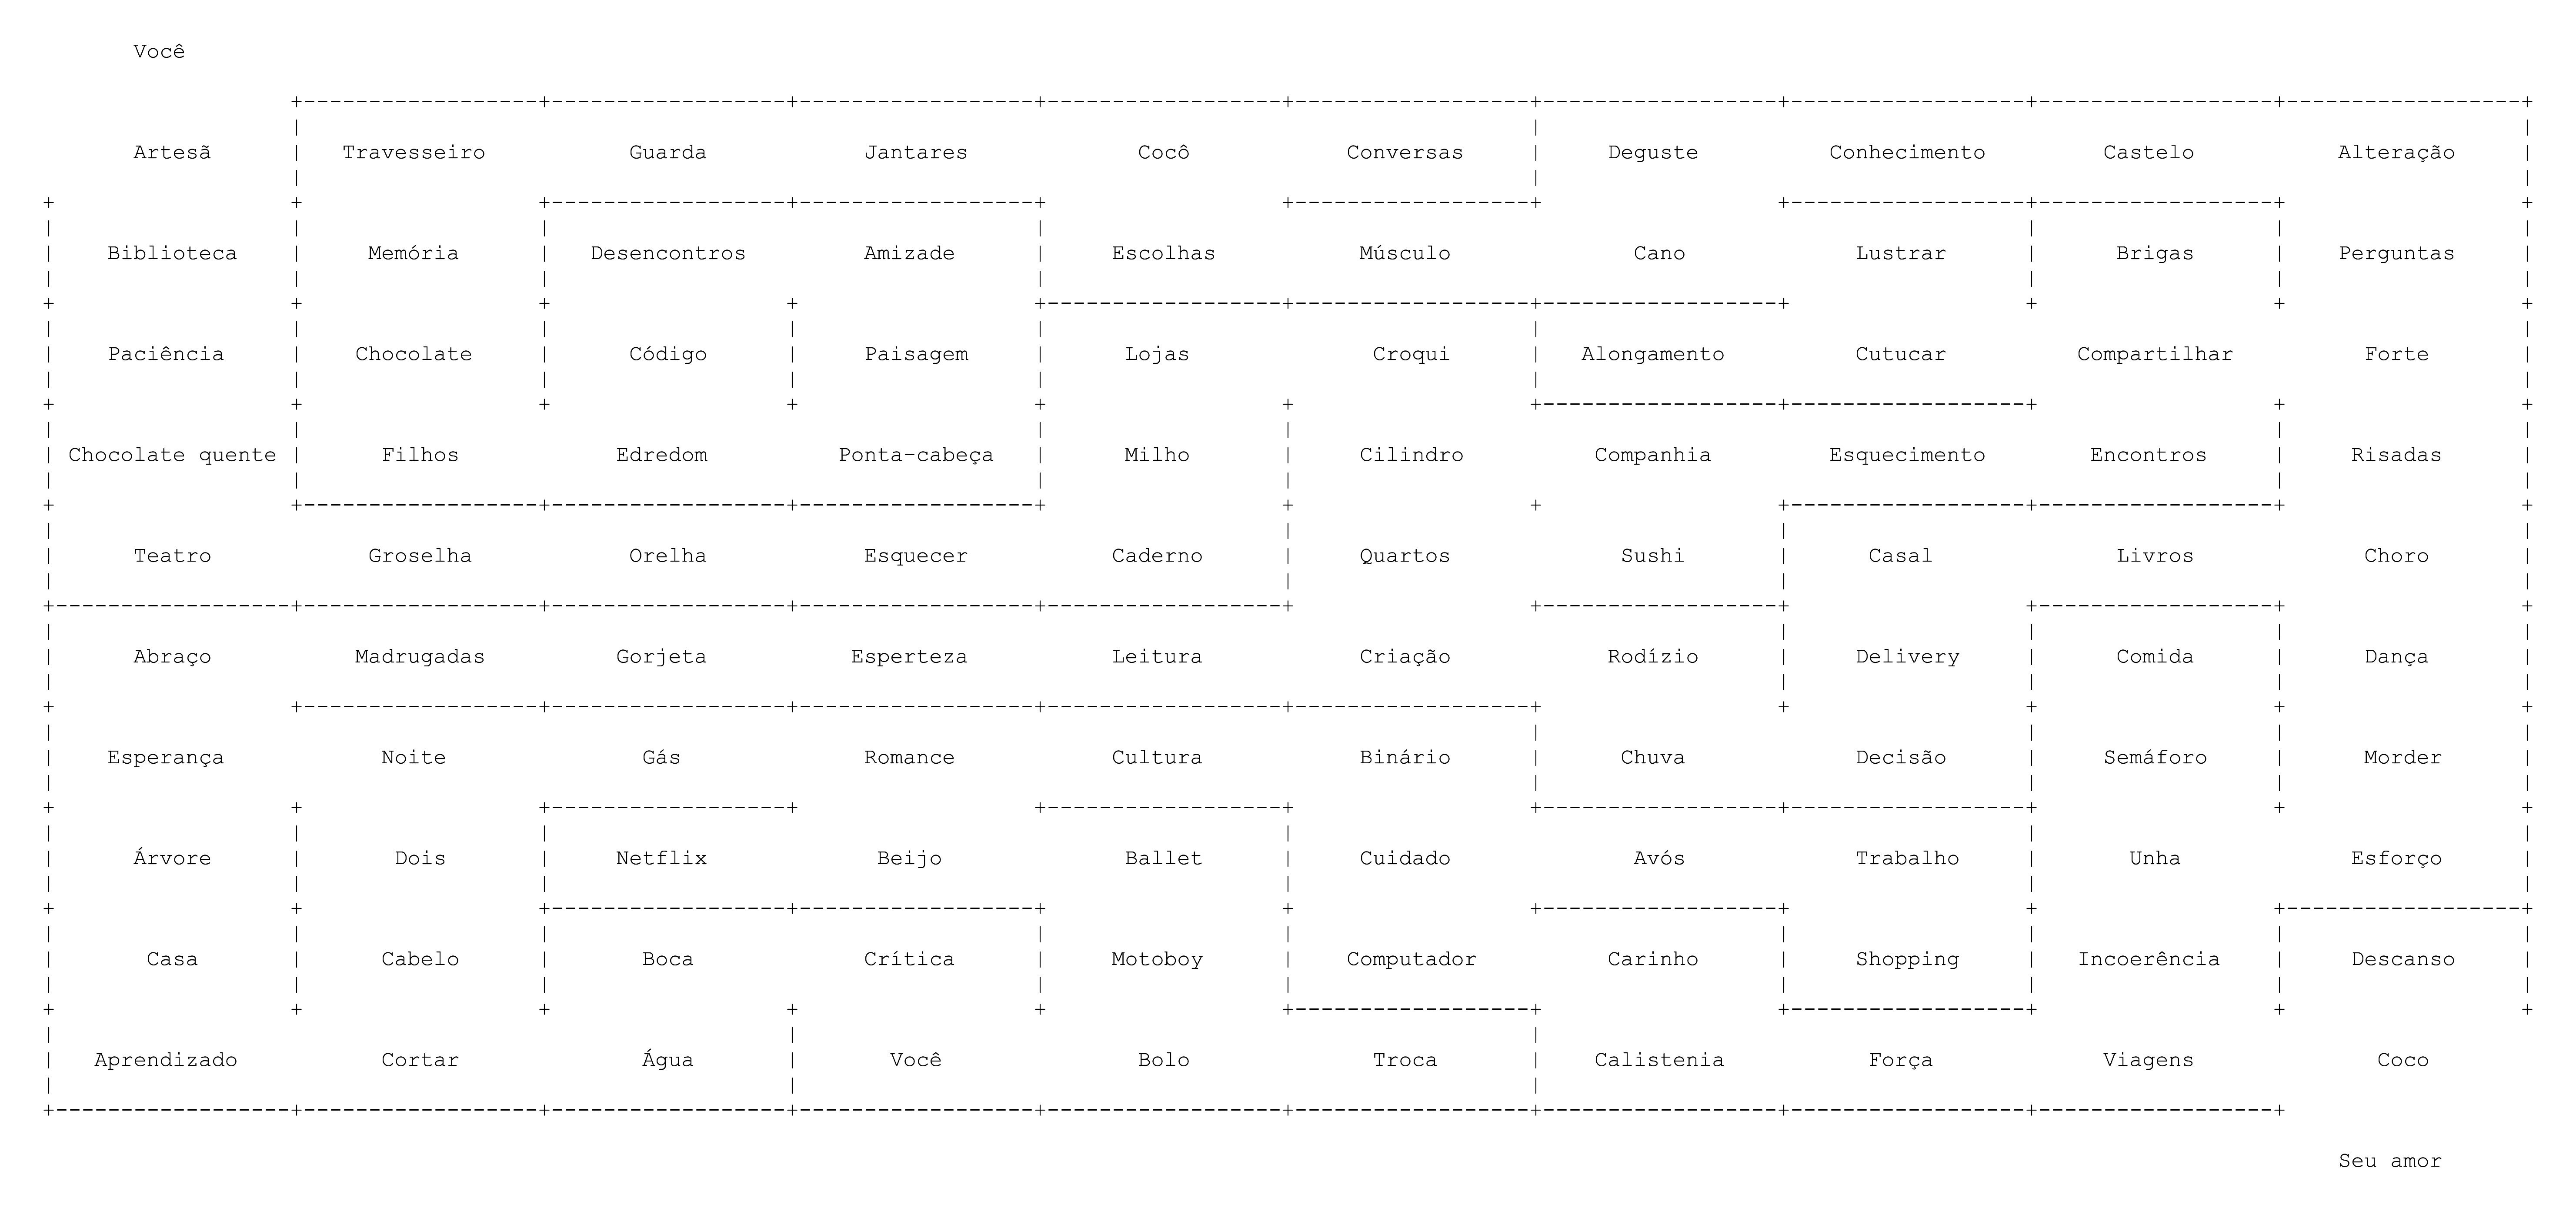 Você
Artesã Travesseiro Guarda Jantares Cocô Conversas Deguste Conhecimento Castelo Alteração
Biblioteca Memória Desencontros Amizade Escolhas Músculo Cano Lustrar Brigas Perguntas
Paciência Chocolate Código Paisagem Lojas Croqui Alongamento Cutucar Compartilhar Forte
Chocolate quente Filhos Edredom Ponta-cabeça Milho Cilindro Companhia Esquecimento Encontros Risadas
Teatro Groselha Orelha Esquecer Caderno Quartos Sushi Casal Livros Choro
Abraço Madrugadas Gorjeta Esperteza Leitura Criação Rodízio Delivery Comida Dança
Esperança Noite Gás Romance Cultura Binário Chuva Decisão Semáforo Morder
Árvore Dois Netflix Beijo Ballet Cuidado Avós Trabalho Unha Esforço
Casa Cabelo Boca Crítica Motoboy Computador Carinho Shopping Incoerência Descanso
Aprendizado Cortar Água Você Bolo Troca Calistenia Força Viagens Coco
Seu amor